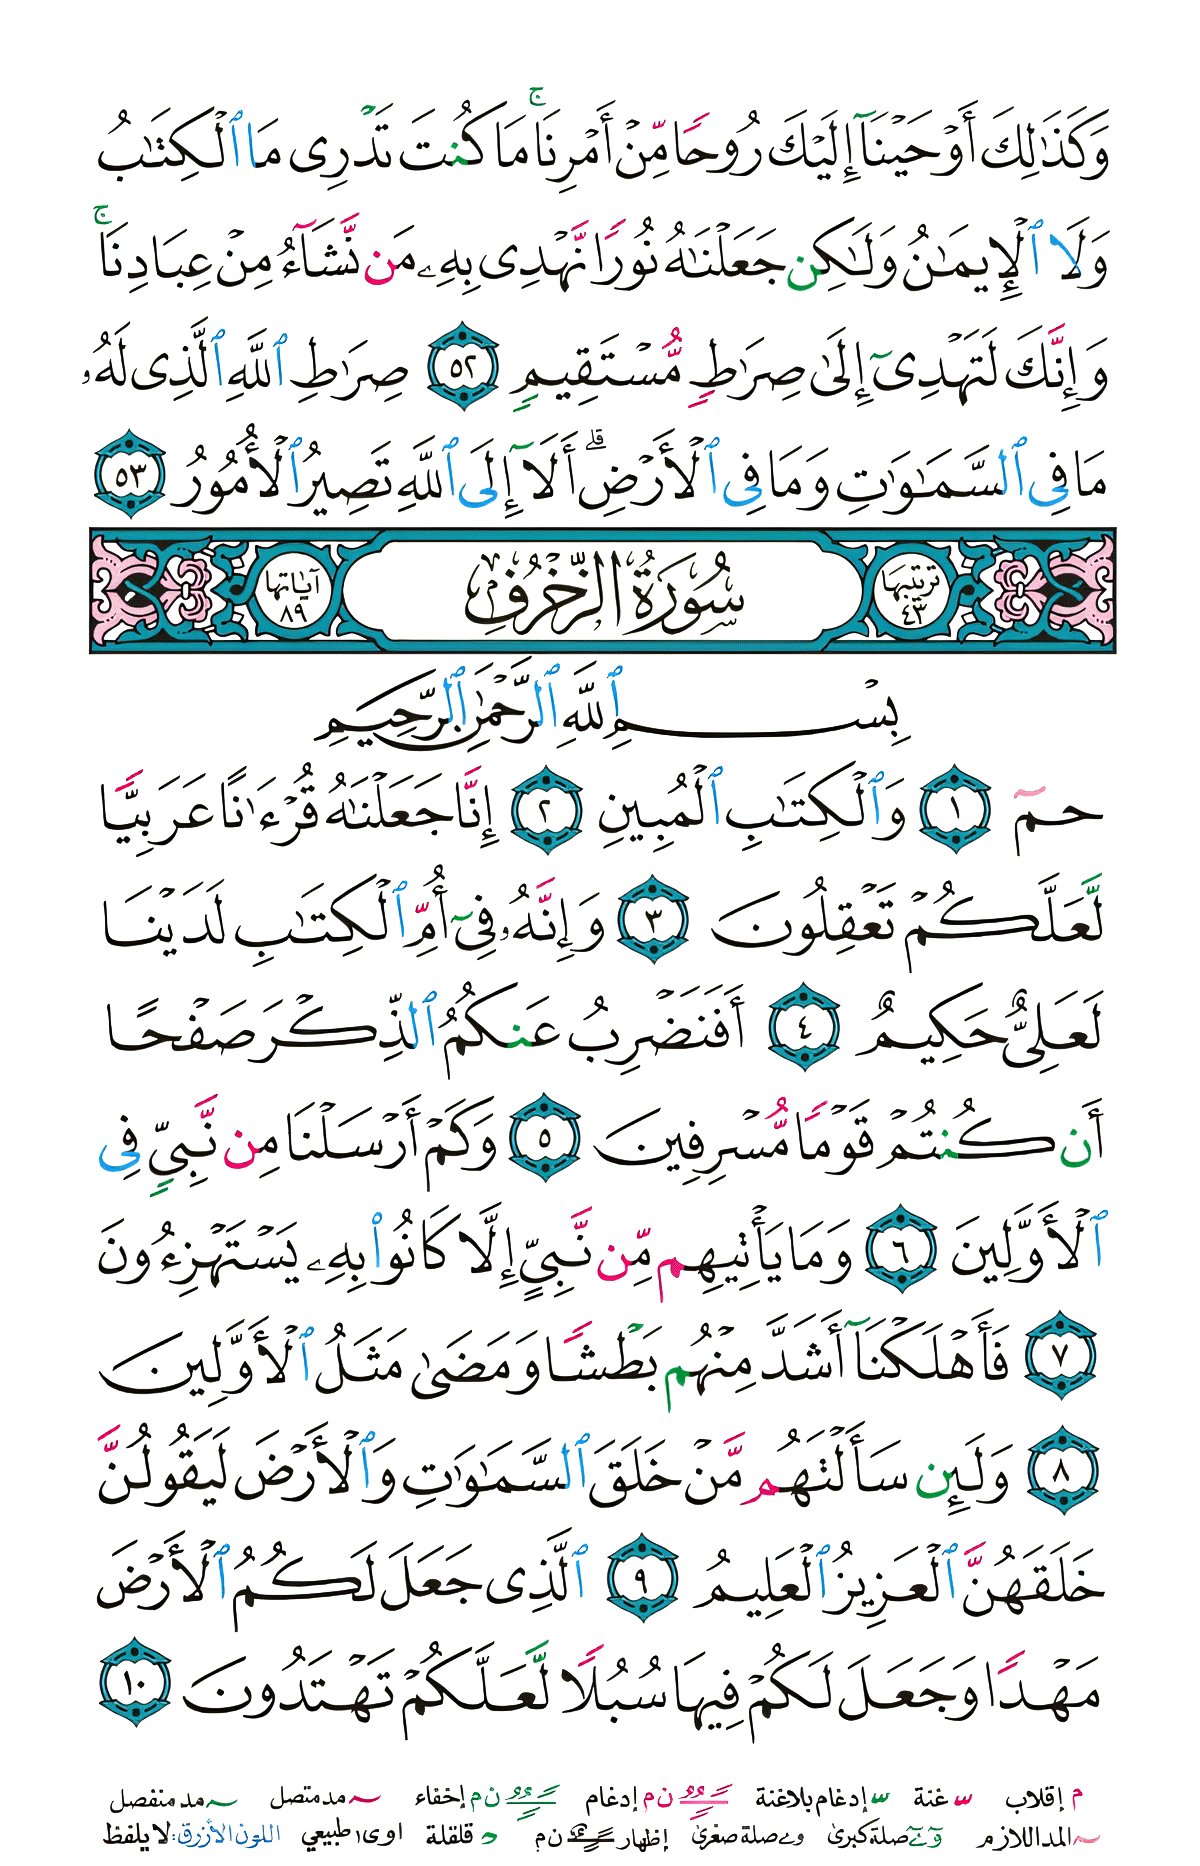 وَكَذَٰلِكَ أَوْحَيْنَآ إِلَيْكَ رُوحًا مِّنْ أَمْرِنَا ۚ مَا كُنتَ تَدْرِى مَا ٱلْكِتَٰبُ
وَلَا ٱلْإِيمَٰنُ وَلَٰكِن جَعَلْنَٰهُ نُورًا نَّهْدِى بِهِۦ مَن نَّشَآءُ مِنْ عِبَادِنَا ۚ
وَإِنَّكَ لَتَهْدِىٓ إِلَىٰ صِرَٰطٍ مُّسْتَقِيمٍ ٥٢ صِرَٰطِ ٱللَّهِ ٱلَّذِى لَهُۥ
مَا فِى ٱلسَّمَٰوَٰتِ وَمَا فِى ٱلْأَرْضِ ۗ أَلَآ إِلَى ٱللَّهِ تَصِيرُ ٱلْأُمُورُ ٥٣
ترتيبها ٤٣ سُورَةُ الزُّخْرُفِ آياتها ٨٩
بِسْمِ ٱللَّهِ ٱلرَّحْمَٰنِ ٱلرَّحِيمِ
حمٓ ١ وَٱلْكِتَٰبِ ٱلْمُبِينِ ٢ إِنَّا جَعَلْنَٰهُ قُرْءَٰنًا عَرَبِيًّا
لَّعَلَّكُمْ تَعْقِلُونَ ٣ وَإِنَّهُۥ فِىٓ أُمِّ ٱلْكِتَٰبِ لَدَيْنَا
لَعَلِىٌّ حَكِيمٌ ٤ أَفَنَضْرِبُ عَنكُمُ ٱلذِّكْرَ صَفْحًا
أَن كُنتُمْ قَوْمًا مُّسْرِفِينَ ٥ وَكَمْ أَرْسَلْنَا مِن نَّبِىٍّ فِى
ٱلْأَوَّلِينَ ٦ وَمَا يَأْتِيهِم مِّن نَّبِىٍّ إِلَّا كَانُوا۟ بِهِۦ يَسْتَهْزِءُونَ
٧ فَأَهْلَكْنَآ أَشَدَّ مِنْهُم بَطْشًا وَمَضَىٰ مَثَلُ ٱلْأَوَّلِينَ
٨ وَلَئِن سَأَلْتَهُم مَّنْ خَلَقَ ٱلسَّمَٰوَٰتِ وَٱلْأَرْضَ لَيَقُولُنَّ
خَلَقَهُنَّ ٱلْعَزِيزُ ٱلْعَلِيمُ ٩ ٱلَّذِى جَعَلَ لَكُمُ ٱلْأَرْضَ
مَهْدًا وَجَعَلَ لَكُمْ فِيهَا سُبُلًا لَّعَلَّكُمْ تَهْتَدُونَ ١٠
م إقلاب غنة إدغام بلا غنة ن م إدغام ن م إخفاء مد متصل مد منفصل
المد اللازم صلة كبرى و ے صلة صغرى إظهار ن م قلقلة اوى طبيعي اللون الأزرق: لا يلفظ